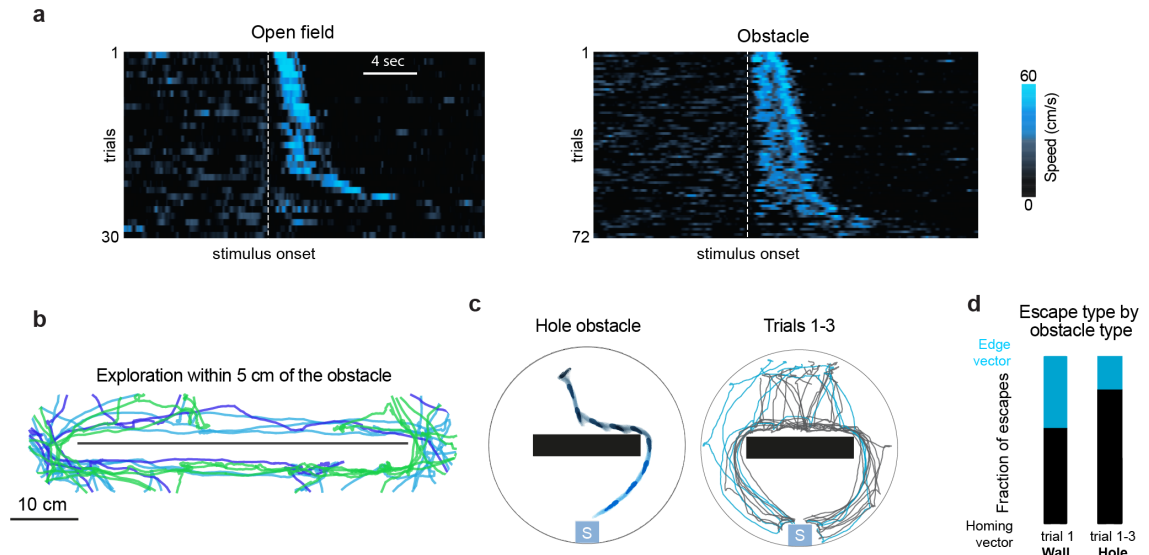 a
Open field
1
4 sec
trials
30
stimulus onset
Obstacle
1
trials
72
stimulus onset
60
Speed (cm/s)
0
b
Exploration within 5 cm of the obstacle
10 cm
c
Hole obstacle
S
Trials 1-3
S
d
Escape type by
obstacle type
Edge
vector
Fraction of escapes
Homing
vector
trial 1
Wall
trial 1-3
Hole